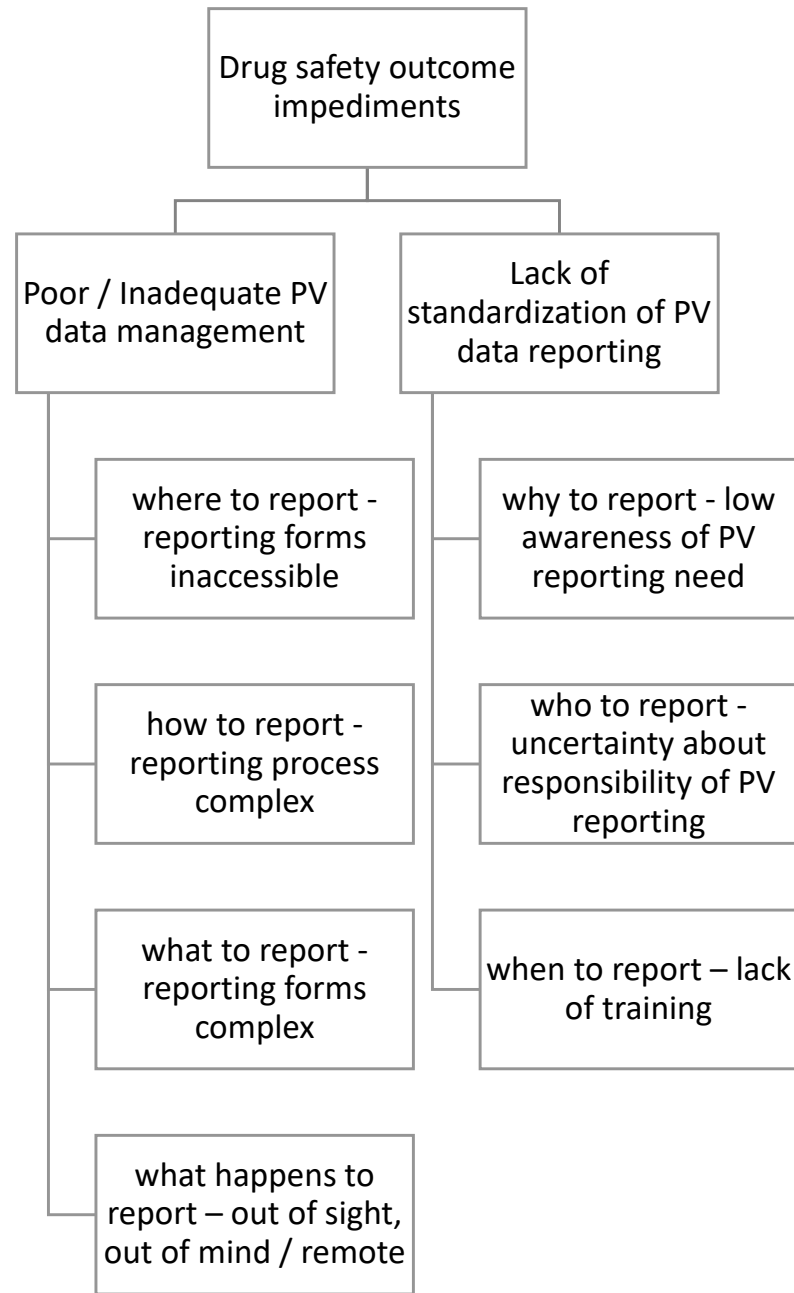 Drug safety outcome
impediments
Poor / Inadequate PV
data management
where to report -
reporting forms
inaccessible
how to report -
reporting process
complex
what to report -
reporting forms
complex
what happens to
report – out of sight,
out of mind / remote
Lack of
standardization of PV
data reporting
why to report - low
awareness of PV
reporting need
who to report -
uncertainty about
responsibility of PV
reporting
when to report – lack
of training